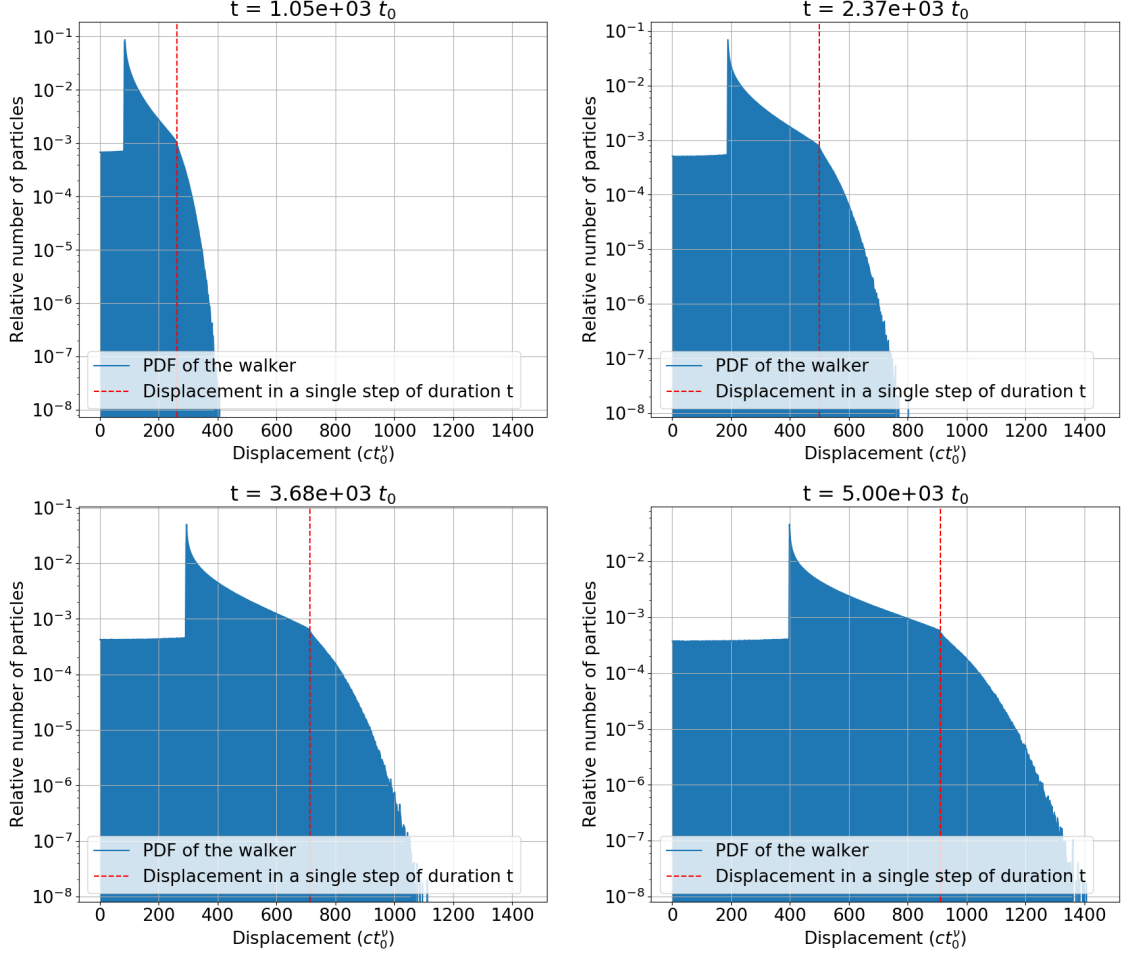 t = 1.05e+03 t₀
Relative number of particles
10⁻¹
10⁻²
10⁻³
10⁻⁴
10⁻⁵
10⁻⁶
10⁻⁷
10⁻⁸
PDF of the walker
Displacement in a single step of duration t
0 200 400 600 800 1000 1200 1400
Displacement (ct₀^ν)
t = 2.37e+03 t₀
Relative number of particles
10⁻¹
10⁻²
10⁻³
10⁻⁴
10⁻⁵
10⁻⁶
10⁻⁷
10⁻⁸
PDF of the walker
Displacement in a single step of duration t
0 200 400 600 800 1000 1200 1400
Displacement (ct₀^ν)
t = 3.68e+03 t₀
Relative number of particles
10⁻¹
10⁻²
10⁻³
10⁻⁴
10⁻⁵
10⁻⁶
10⁻⁷
10⁻⁸
PDF of the walker
Displacement in a single step of duration t
0 200 400 600 800 1000 1200 1400
Displacement (ct₀^ν)
t = 5.00e+03 t₀
Relative number of particles
10⁻²
10⁻³
10⁻⁴
10⁻⁵
10⁻⁶
10⁻⁷
10⁻⁸
PDF of the walker
Displacement in a single step of duration t
0 200 400 600 800 1000 1200 1400
Displacement (ct₀^ν)